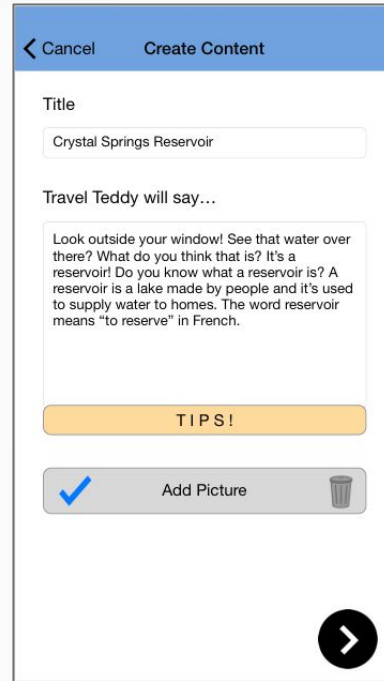 Cancel Create Content
Title
Crystal Springs Reservoir
Travel Teddy will say…
Look outside your window! See that water over
there? What do you think that is? It’s a
reservoir! Do you know what a reservoir is? A
reservoir is a lake made by people and it’s used
to supply water to homes. The word reservoir
means “to reserve” in French.
TIPS!
Add Picture